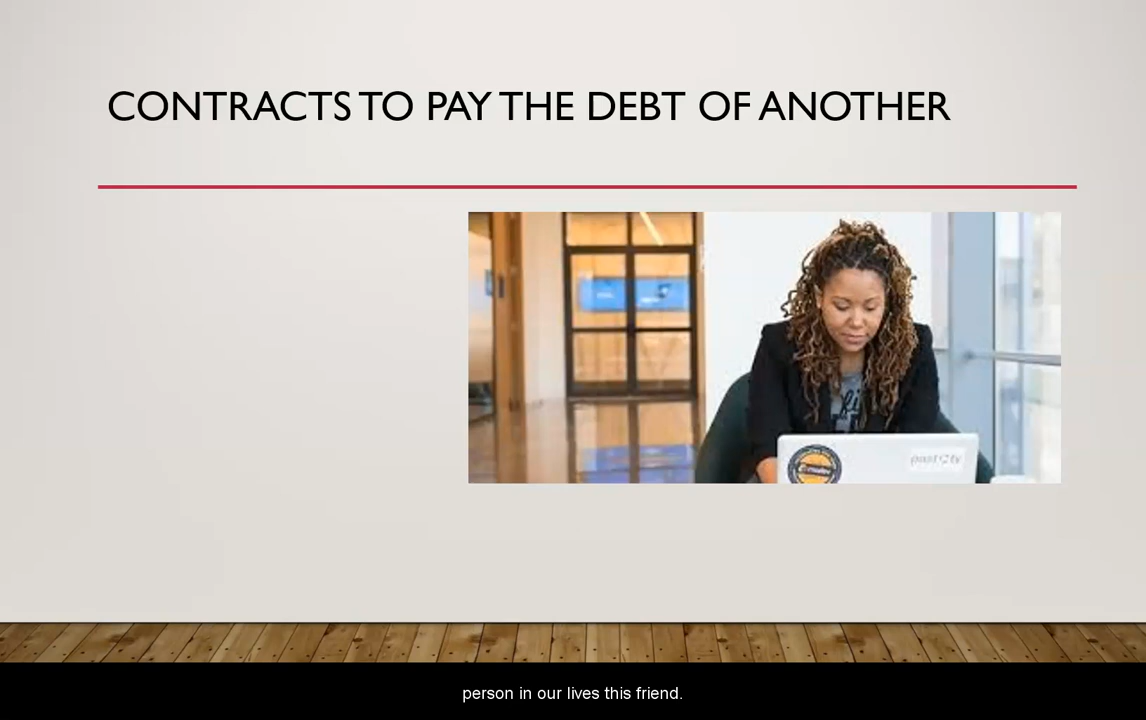 CONTRACTS TO PAY THE DEBT OF ANOTHER
person in our lives this friend.